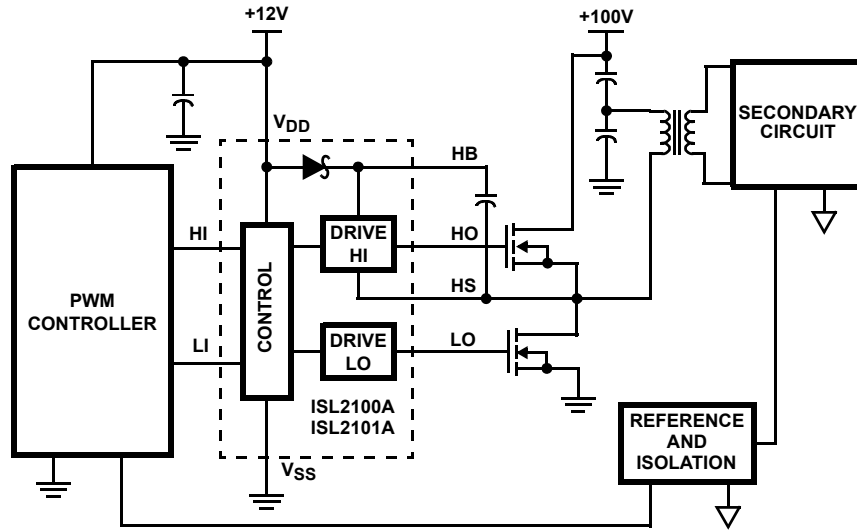 +12V
+100V
VDD
SECONDARY
CIRCUIT
HB
HI
DRIVE
HI
HO
PWM
CONTROLLER
CONTROL
HS
LI
DRIVE
LO
LO
ISL2100A
ISL2101A
REFERENCE
AND
ISOLATION
VSS